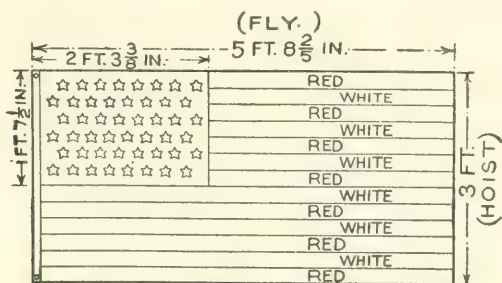 (FLY.)
5 FT. 8 2/5 IN.
2 FT. 3 3/8 IN.
1 FT. 7 1/2 IN.
RED
WHITE
RED
WHITE
RED
WHITE
RED
WHITE
RED
WHITE
RED
WHITE
RED
3 FT.
(HOIST)